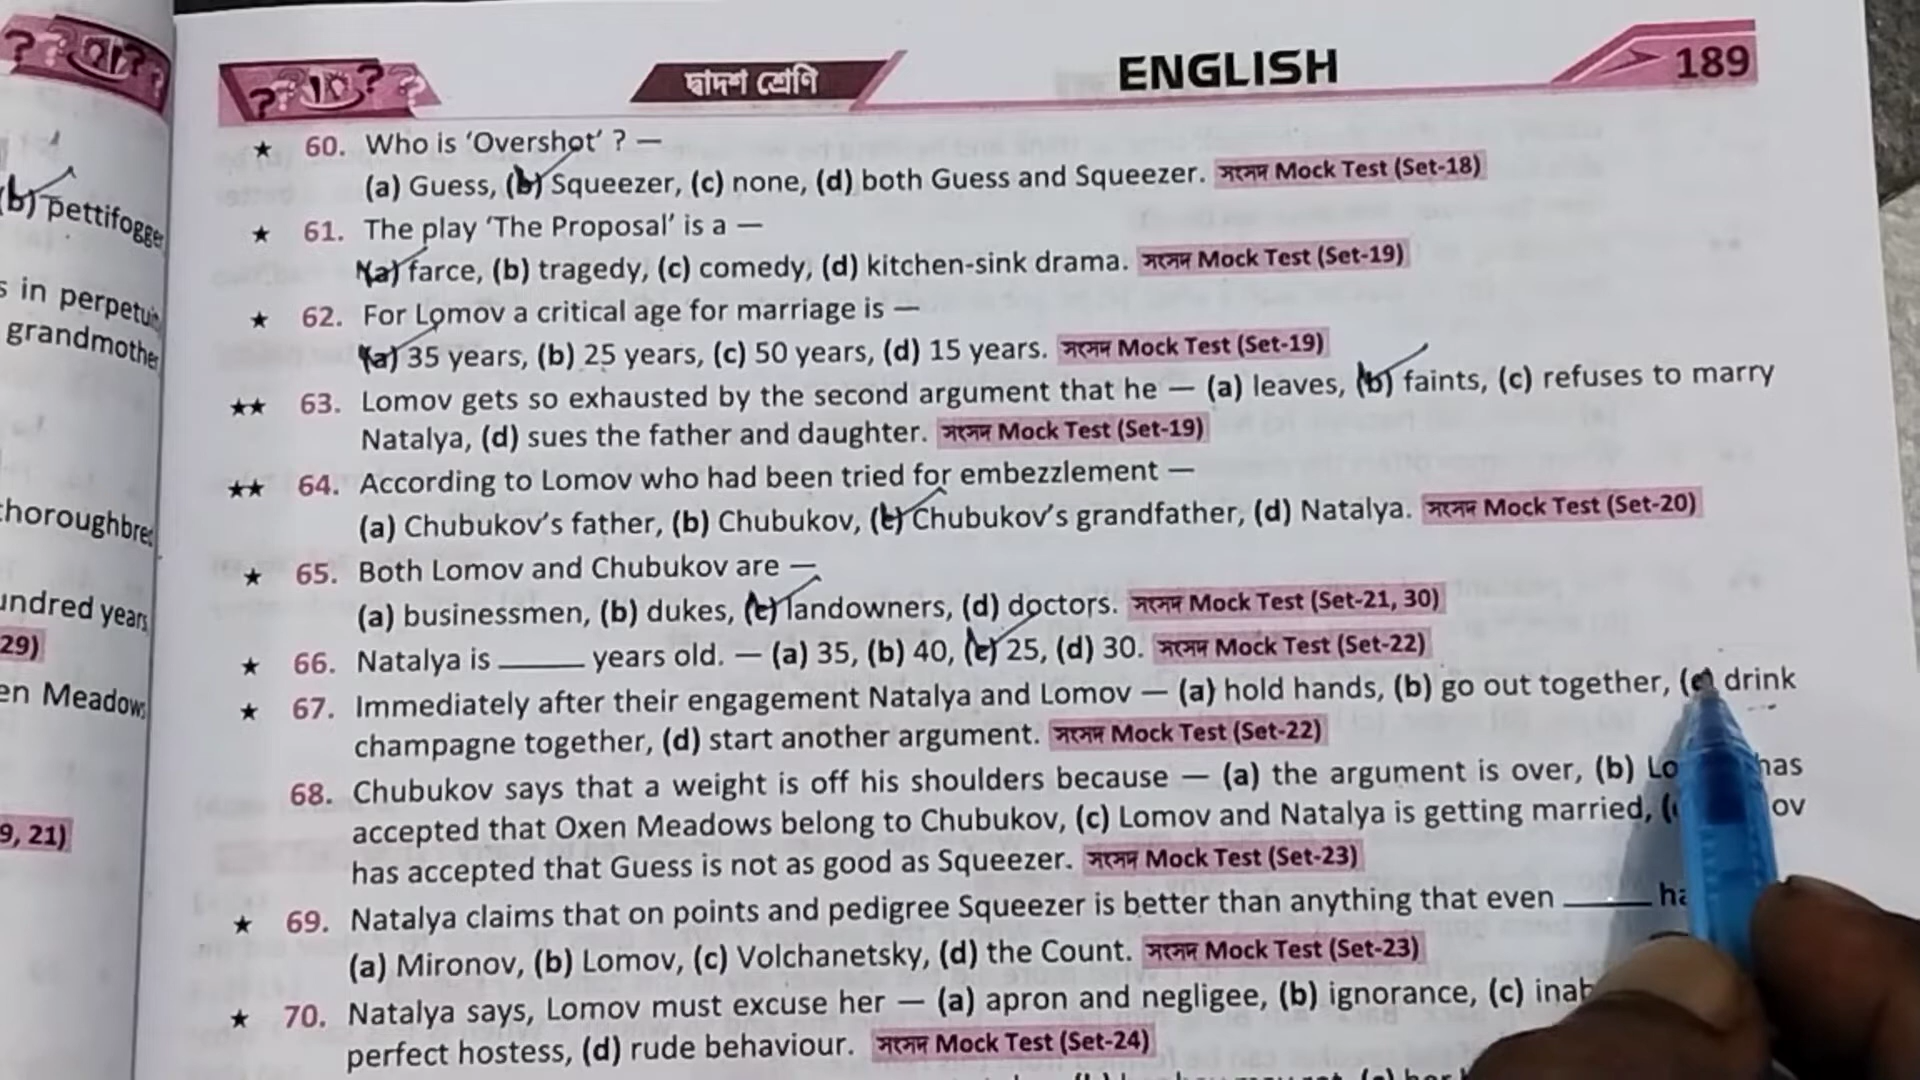 দ্বাদশ শ্রেণি ENGLISH 189
★ 60. Who is ‘Overshot’ ? —
(a) Guess, (b) Squeezer, (c) none, (d) both Guess and Squeezer. সংসদ Mock Test (Set-18)
(b) pettifogger
★ 61. The play ‘The Proposal’ is a —
(a) farce, (b) tragedy, (c) comedy, (d) kitchen-sink drama. সংসদ Mock Test (Set-19)
s in perpetuity
grandmother
★ 62. For Lomov a critical age for marriage is —
(a) 35 years, (b) 25 years, (c) 50 years, (d) 15 years. সংসদ Mock Test (Set-19)
★★ 63. Lomov gets so exhausted by the second argument that he — (a) leaves, (b) faints, (c) refuses to marry
Natalya, (d) sues the father and daughter. সংসদ Mock Test (Set-19)
★★ 64. According to Lomov who had been tried for embezzlement —
(a) Chubukov’s father, (b) Chubukov, (c) Chubukov’s grandfather, (d) Natalya. সংসদ Mock Test (Set-20)
thoroughbred
★ 65. Both Lomov and Chubukov are —
(a) businessmen, (b) dukes, (c) landowners, (d) doctors. সংসদ Mock Test (Set-21, 30)
undred years
29)
★ 66. Natalya is _____ years old. — (a) 35, (b) 40, (c) 25, (d) 30. সংসদ Mock Test (Set-22)
en Meadows
★ 67. Immediately after their engagement Natalya and Lomov — (a) hold hands, (b) go out together, (c) drink
champagne together, (d) start another argument. সংসদ Mock Test (Set-22)
68. Chubukov says that a weight is off his shoulders because — (a) the argument is over, (b) Lo has
accepted that Oxen Meadows belong to Chubukov, (c) Lomov and Natalya is getting married, ( ov
9, 21)
has accepted that Guess is not as good as Squeezer. সংসদ Mock Test (Set-23)
★ 69. Natalya claims that on points and pedigree Squeezer is better than anything that even _____ ha
(a) Mironov, (b) Lomov, (c) Volchanetsky, (d) the Count. সংসদ Mock Test (Set-23)
★ 70. Natalya says, Lomov must excuse her — (a) apron and negligee, (b) ignorance, (c) inab
perfect hostess, (d) rude behaviour. সংসদ Mock Test (Set-24)